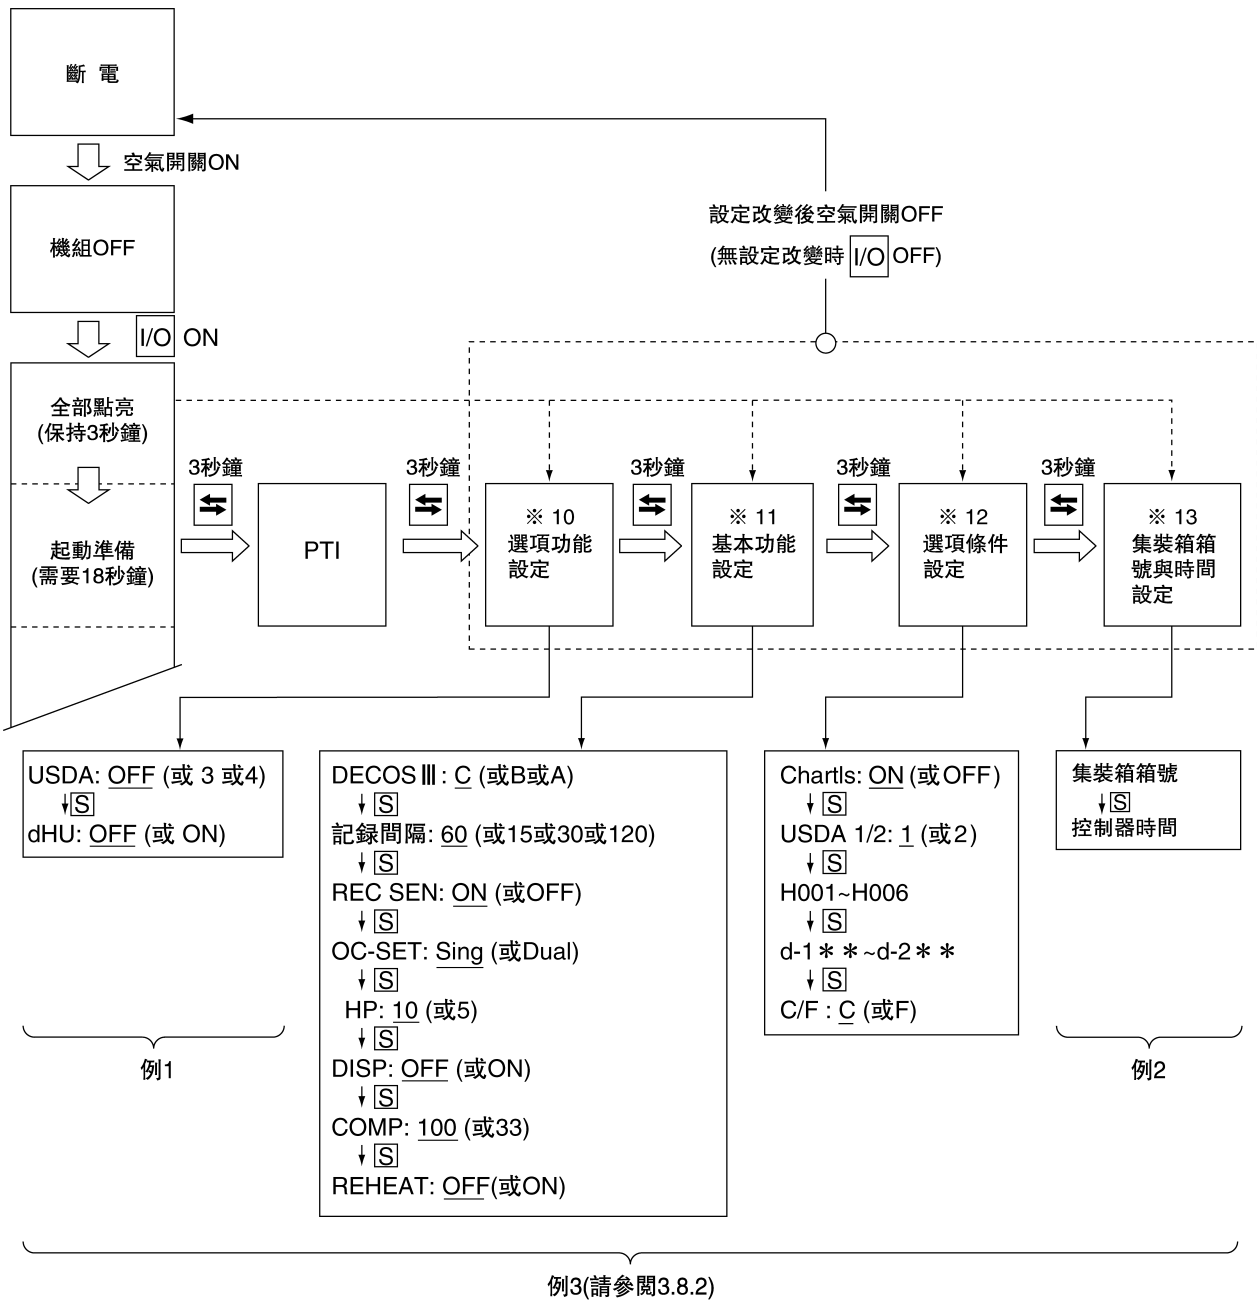 斷 電
空氣開關ON
機組OFF
設定改變後空氣開關OFF
(無設定改變時 I/O OFF)
I/O ON
全部點亮
(保持3秒鐘)
起動準備
(需要18秒鐘)
3秒鐘
PTI
3秒鐘
※ 10
選項功能
設定
3秒鐘
※ 11
基本功能
設定
3秒鐘
※ 12
選項條件
設定
3秒鐘
※ 13
集裝箱箱
號與時間
設定
USDA: OFF (或 3 或4)
S
dHU: OFF (或 ON)
例1
DECOSⅢ: C (或B或A)
S
記録間隔: 60 (或15或30或120)
S
REC SEN: ON (或OFF)
S
OC-SET: Sing (或Dual)
S
HP: 10 (或5)
S
DISP: OFF (或ON)
S
COMP: 100 (或33)
S
REHEAT: OFF(或ON)
Chartls: ON (或OFF)
S
USDA 1/2: 1 (或2)
S
H001~H006
S
d-1＊＊~d-2＊＊
S
C/F : C (或F)
集裝箱箱號
S
控制器時間
例2
例3(請參閲3.8.2)